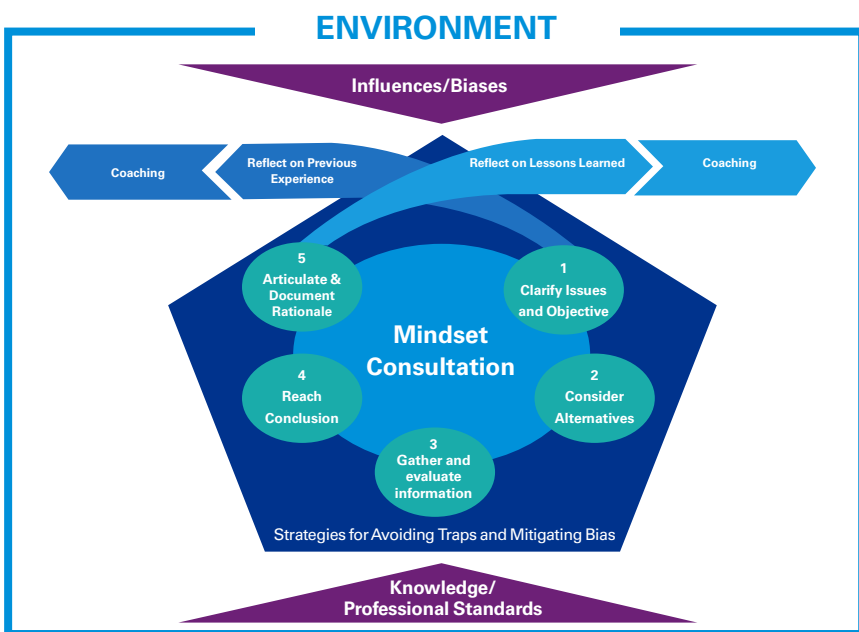 ENVIRONMENT
Influences/Biases
Coaching
Reflect on Previous
Experience
Reflect on Lessons Learned
Coaching
5
Articulate &
Document
Rationale
1
Clarify Issues
and Objective
Mindset
Consultation
4
Reach
Conclusion
2
Consider
Alternatives
3
Gather and
evaluate
information
Strategies for Avoiding Traps and Mitigating Bias
Knowledge/
Professional Standards